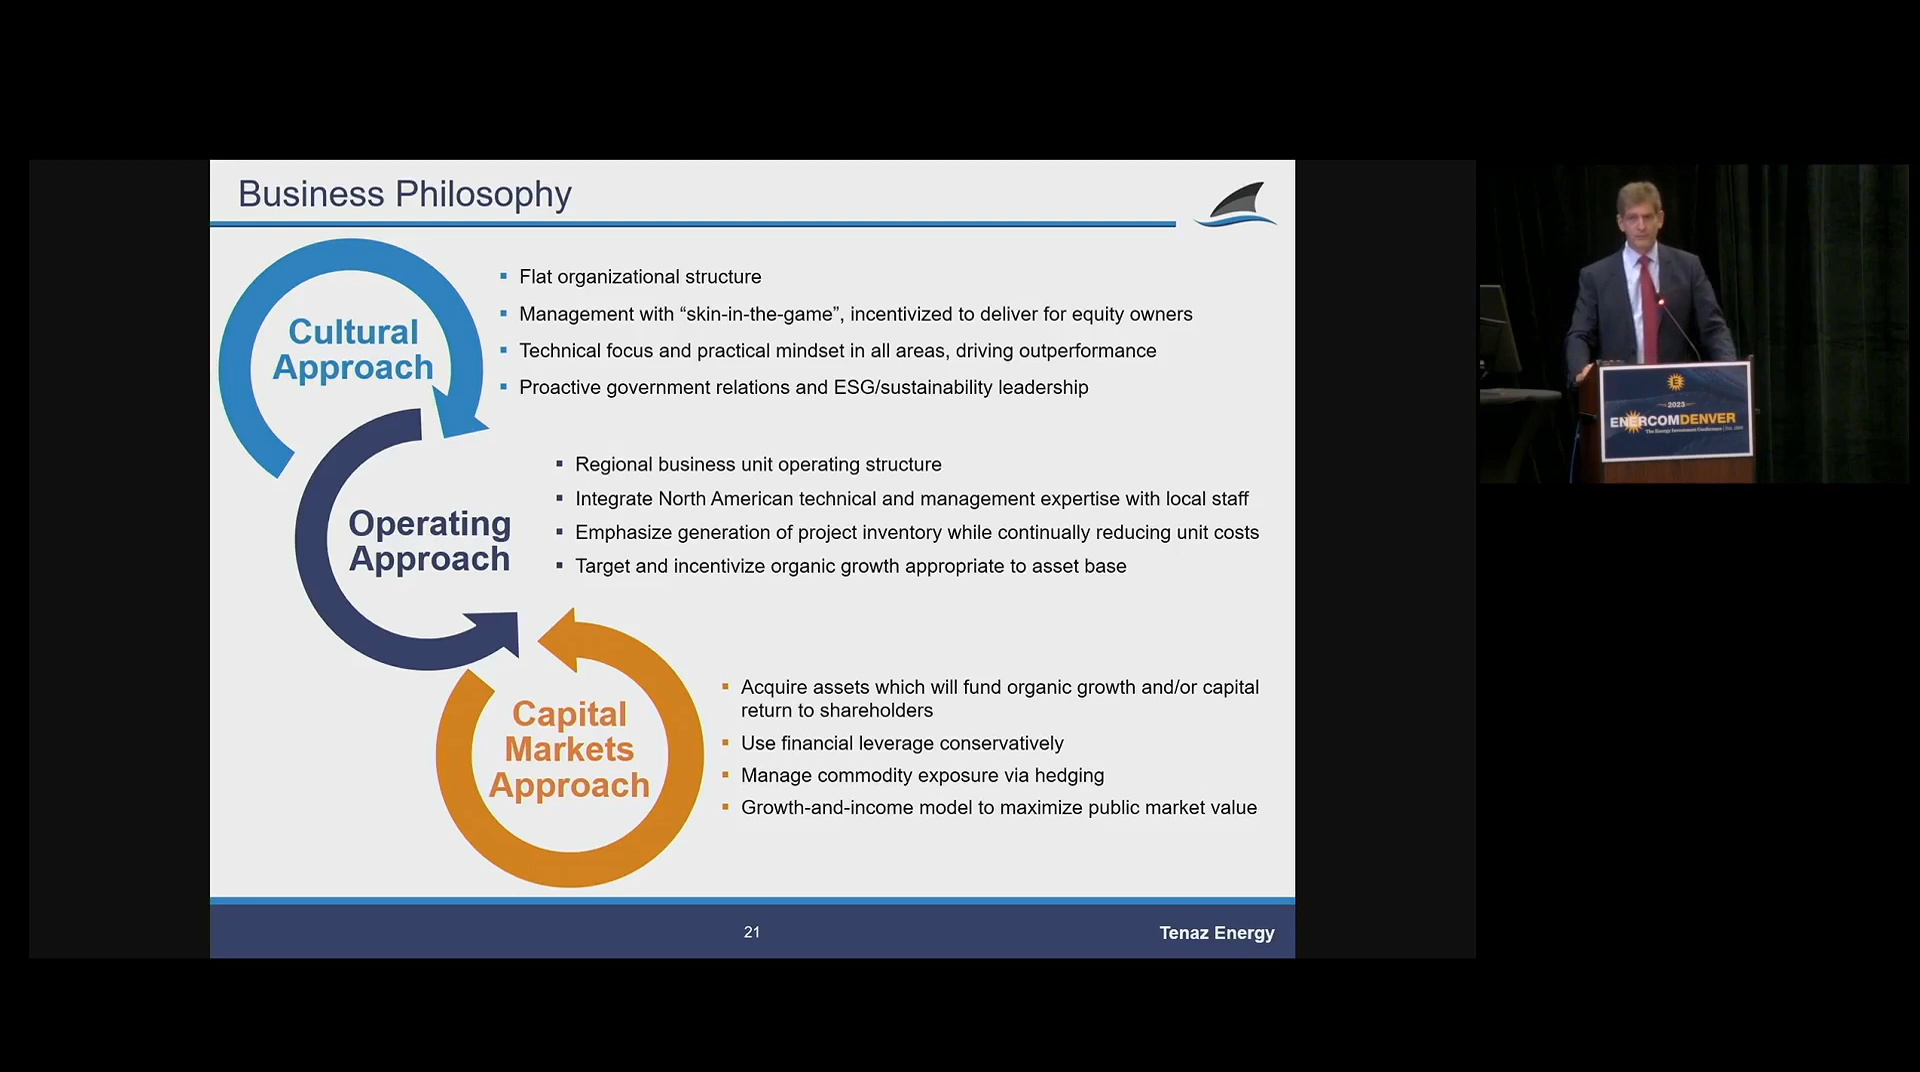 Business Philosophy
Cultural
Approach
▪ Flat organizational structure
▪ Management with “skin-in-the-game”, incentivized to deliver for equity owners
▪ Technical focus and practical mindset in all areas, driving outperformance
▪ Proactive government relations and ESG/sustainability leadership
Operating
Approach
▪ Regional business unit operating structure
▪ Integrate North American technical and management expertise with local staff
▪ Emphasize generation of project inventory while continually reducing unit costs
▪ Target and incentivize organic growth appropriate to asset base
Capital
Markets
Approach
▪ Acquire assets which will fund organic growth and/or capital
return to shareholders
▪ Use financial leverage conservatively
▪ Manage commodity exposure via hedging
▪ Growth-and-income model to maximize public market value
21
Tenaz Energy
E
2023
ENERCOMDENVER
The Energy Investment Conference